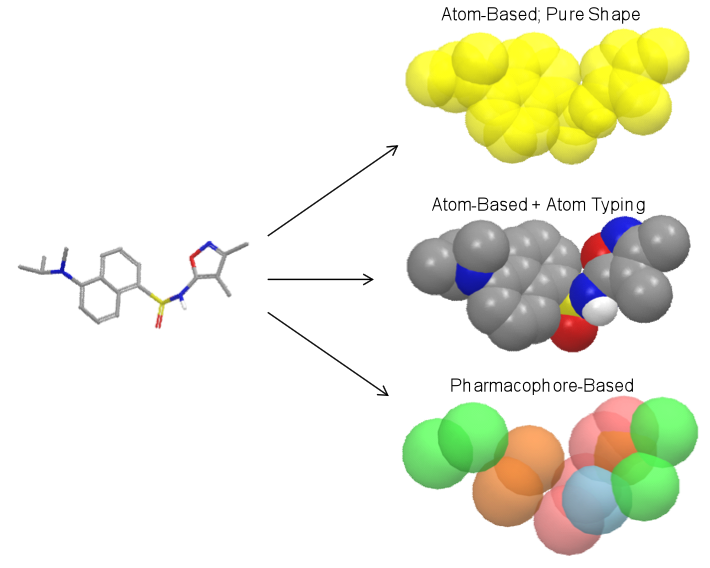 Atom-Based; Pure Shape
Atom-Based + Atom Typing
Pharmacophore-Based